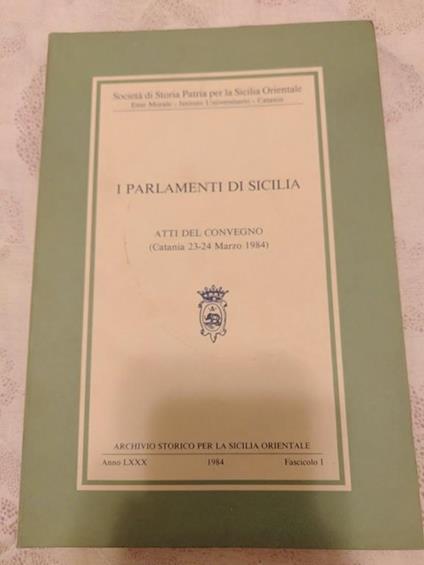 Società di Storia Patria per la Sicilia Orientale
Ente Morale - Istituto Universitario - Catania
I PARLAMENTI DI SICILIA
ATTI DEL CONVEGNO
(Catania 23-24 Marzo 1984)
ARCHIVIO STORICO PER LA SICILIA ORIENTALE
Anno LXXX 1984 Fascicolo I